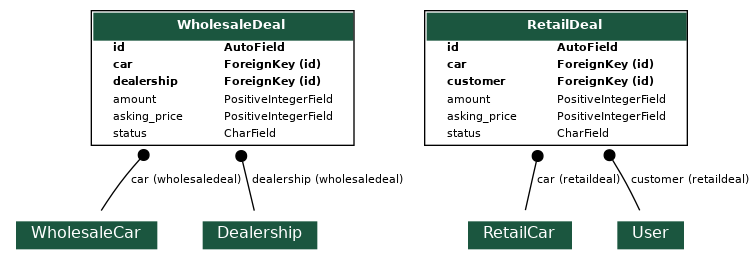 WholesaleDeal
id AutoField
car ForeignKey (id)
dealership ForeignKey (id)
amount PositiveIntegerField
asking_price PositiveIntegerField
status CharField
RetailDeal
id AutoField
car ForeignKey (id)
customer ForeignKey (id)
amount PositiveIntegerField
asking_price PositiveIntegerField
status CharField
car (wholesaledeal)
dealership (wholesaledeal)
car (retaildeal)
customer (retaildeal)
WholesaleCar
Dealership
RetailCar
User